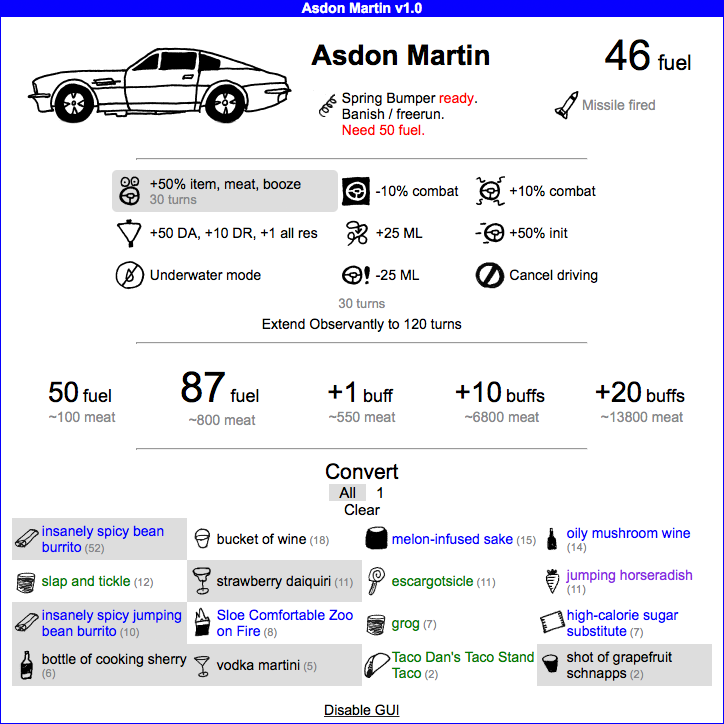 Asdon Martin v1.0
Asdon Martin
46 fuel
Spring Bumper ready.
Banish / freerun.
Need 50 fuel.
Missile fired
+50% item, meat, booze
30 turns
-10% combat
+10% combat
+50 DA, +10 DR, +1 all res
+25 ML
+50% init
Underwater mode
-25 ML
Cancel driving
30 turns
Extend Observantly to 120 turns
50 fuel
~100 meat
87 fuel
~800 meat
+1 buff
~550 meat
+10 buffs
~6800 meat
+20 buffs
~13800 meat
Convert
All 1
Clear
insanely spicy bean
burrito (52)
bucket of wine (18)
melon-infused sake (15)
oily mushroom wine
(14)
slap and tickle (12)
strawberry daiquiri (11)
escargotsicle (11)
jumping horseradish
(11)
insanely spicy jumping
bean burrito (10)
Sloe Comfortable Zoo
on Fire (8)
grog (7)
high-calorie sugar
substitute (7)
bottle of cooking sherry
(6)
vodka martini (5)
Taco Dan's Taco Stand
Taco (2)
shot of grapefruit
schnapps (2)
Disable GUI